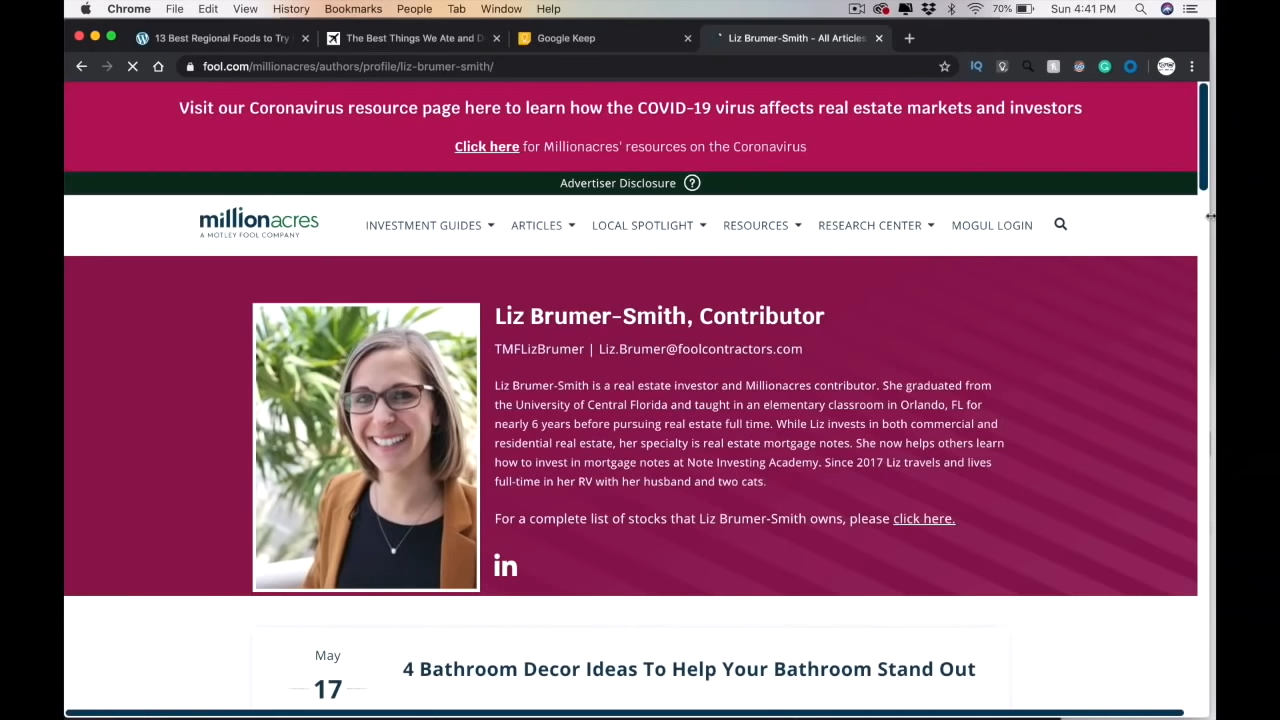 Chrome File Edit View History Bookmarks People Tab Window Help 70% Sun 4:41 PM
13 Best Regional Foods to Try The Best Things We Ate and D Google Keep Liz Brumer-Smith - All Articles
fool.com/millionacres/authors/profile/liz-brumer-smith/
Visit our Coronavirus resource page here to learn how the COVID-19 virus affects real estate markets and investors
Click here for Millionacres' resources on the Coronavirus
Advertiser Disclosure ?
millionacres
A MOTLEY FOOL COMPANY
INVESTMENT GUIDES ARTICLES LOCAL SPOTLIGHT RESOURCES RESEARCH CENTER MOGUL LOGIN
Liz Brumer-Smith, Contributor
TMFLizBrumer | Liz.Brumer@foolcontractors.com
Liz Brumer-Smith is a real estate investor and Millionacres contributor. She graduated from
the University of Central Florida and taught in an elementary classroom in Orlando, FL for
nearly 6 years before pursuing real estate full time. While Liz invests in both commercial and
residential real estate, her specialty is real estate mortgage notes. She now helps others learn
how to invest in mortgage notes at Note Investing Academy. Since 2017 Liz travels and lives
full-time in her RV with her husband and two cats.
For a complete list of stocks that Liz Brumer-Smith owns, please click here.
in
May
17
4 Bathroom Decor Ideas To Help Your Bathroom Stand Out